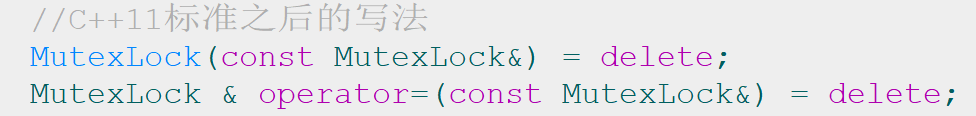 //C++11标准之后的写法
MutexLock(const MutexLock&) = delete;
MutexLock & operator=(const MutexLock&) = delete;